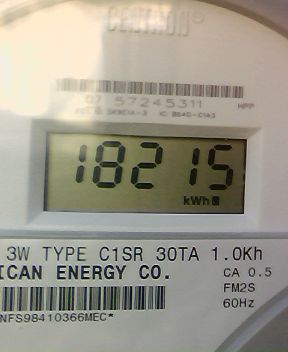 CENTRON®
07 57245311
HPP
18215
kWh
3W TYPE C1SR 30TA 1.0Kh
ICAN ENERGY CO.
CA 0.5
FM2S
60Hz
NFS98410366MEC*